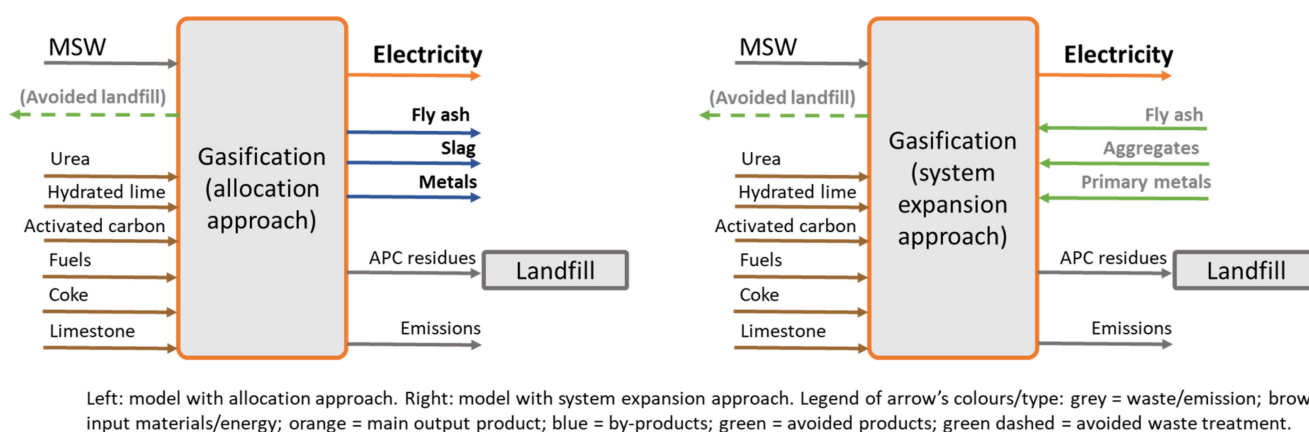 MSW
Electricity
(Avoided landfill)
Fly ash
Slag
Metals
Urea
Hydrated lime
Activated carbon
Fuels
Coke
Limestone
Gasification
(allocation
approach)
APC residues
Landfill
Emissions
MSW
Electricity
(Avoided landfill)
Fly ash
Aggregates
Primary metals
Urea
Hydrated lime
Activated carbon
Fuels
Coke
Limestone
Gasification
(system
expansion
approach)
APC residues
Landfill
Emissions
Left: model with allocation approach. Right: model with system expansion approach. Legend of arrow's colours/type: grey = waste/emission; brow
input materials/energy; orange = main output product; blue = by-products; green = avoided products; green dashed = avoided waste treatment.